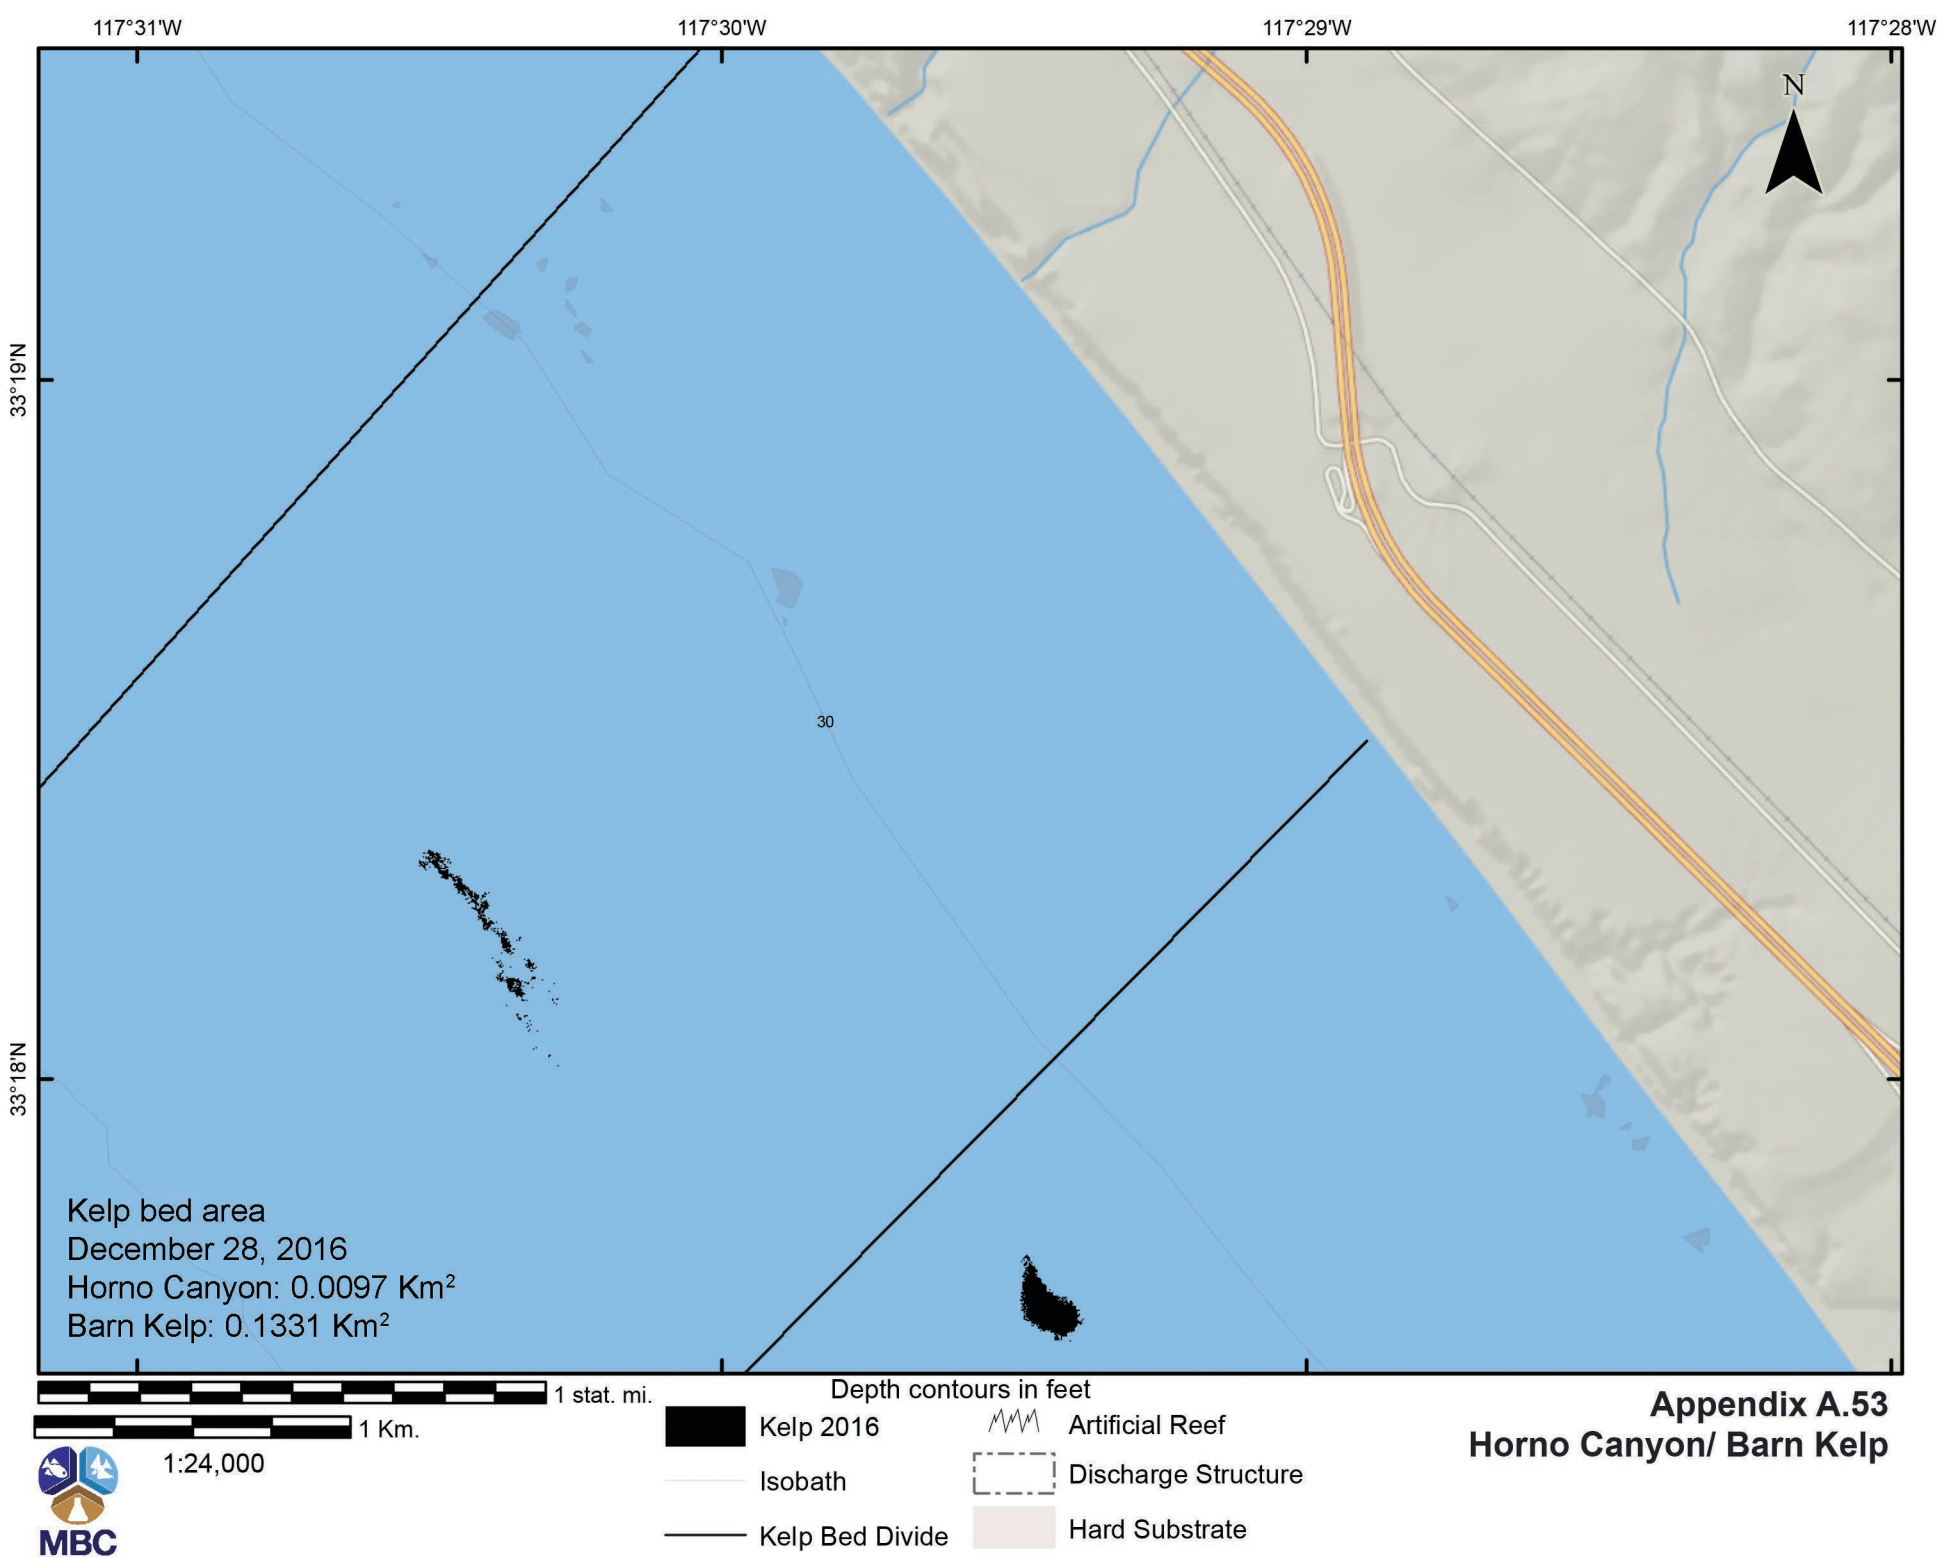 117°31'W 117°30'W 117°29'W 117°28'W
N
33°19'N
30
33°18'N
Kelp bed area
December 28, 2016
Horno Canyon: 0.0097 Km²
Barn Kelp: 0.1331 Km²
1 stat. mi.
1 Km.
1:24,000
MBC
Depth contours in feet
Kelp 2016
Isobath
Kelp Bed Divide
Artificial Reef
Discharge Structure
Hard Substrate
Appendix A.53
Horno Canyon/ Barn Kelp